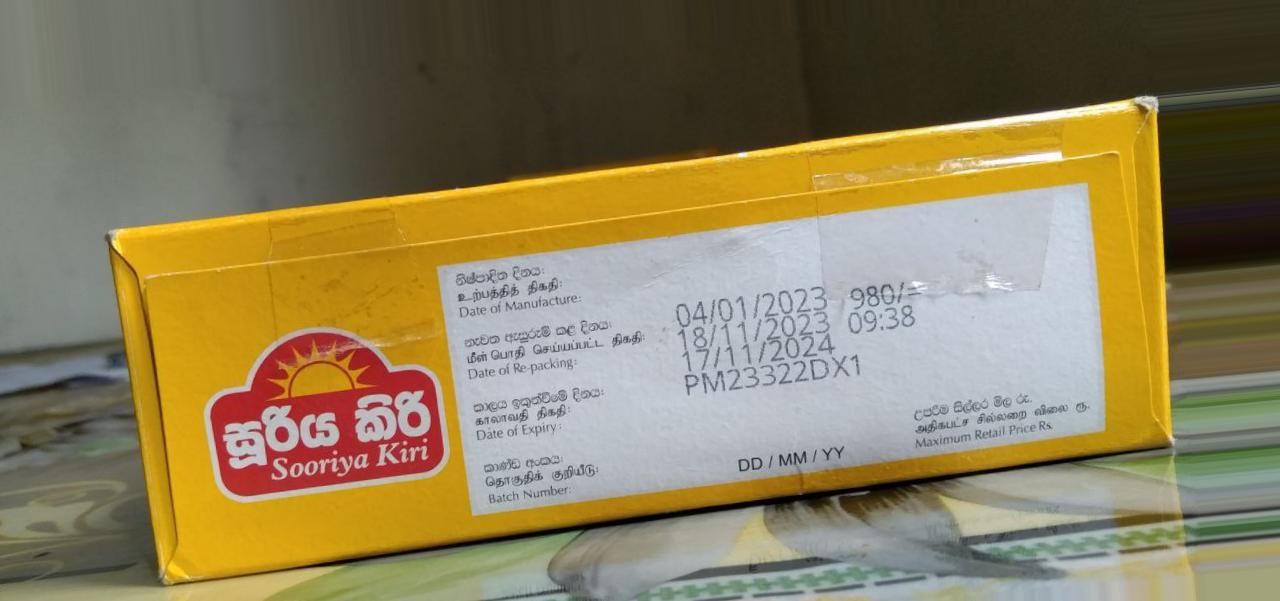 සූරිය කිරි
Sooriya Kiri
නිෂ්පාදිත දිනය:
உற்பத்தித் திகதி:
Date of Manufacture:
නැවත ඇසුරුම් කළ දිනය:
மீள் பொதி செய்யப்பட்ட திகதி:
Date of Re-packing:
කාලය ඉකුත්වීමේ දිනය:
காலாவதி திகதி:
Date of Expiry:
කාණ්ඩ අංකය:
தொகுதிக் குறியீடு:
Batch Number:
04/01/2023 980/=
18/11/2023 09:38
17/11/2024
PM23322DX1
DD / MM / YY
උපරිම සිල්ලර මිල රු.
அதிகபட்ச சில்லறை விலை ரூ.
Maximum Retail Price Rs.